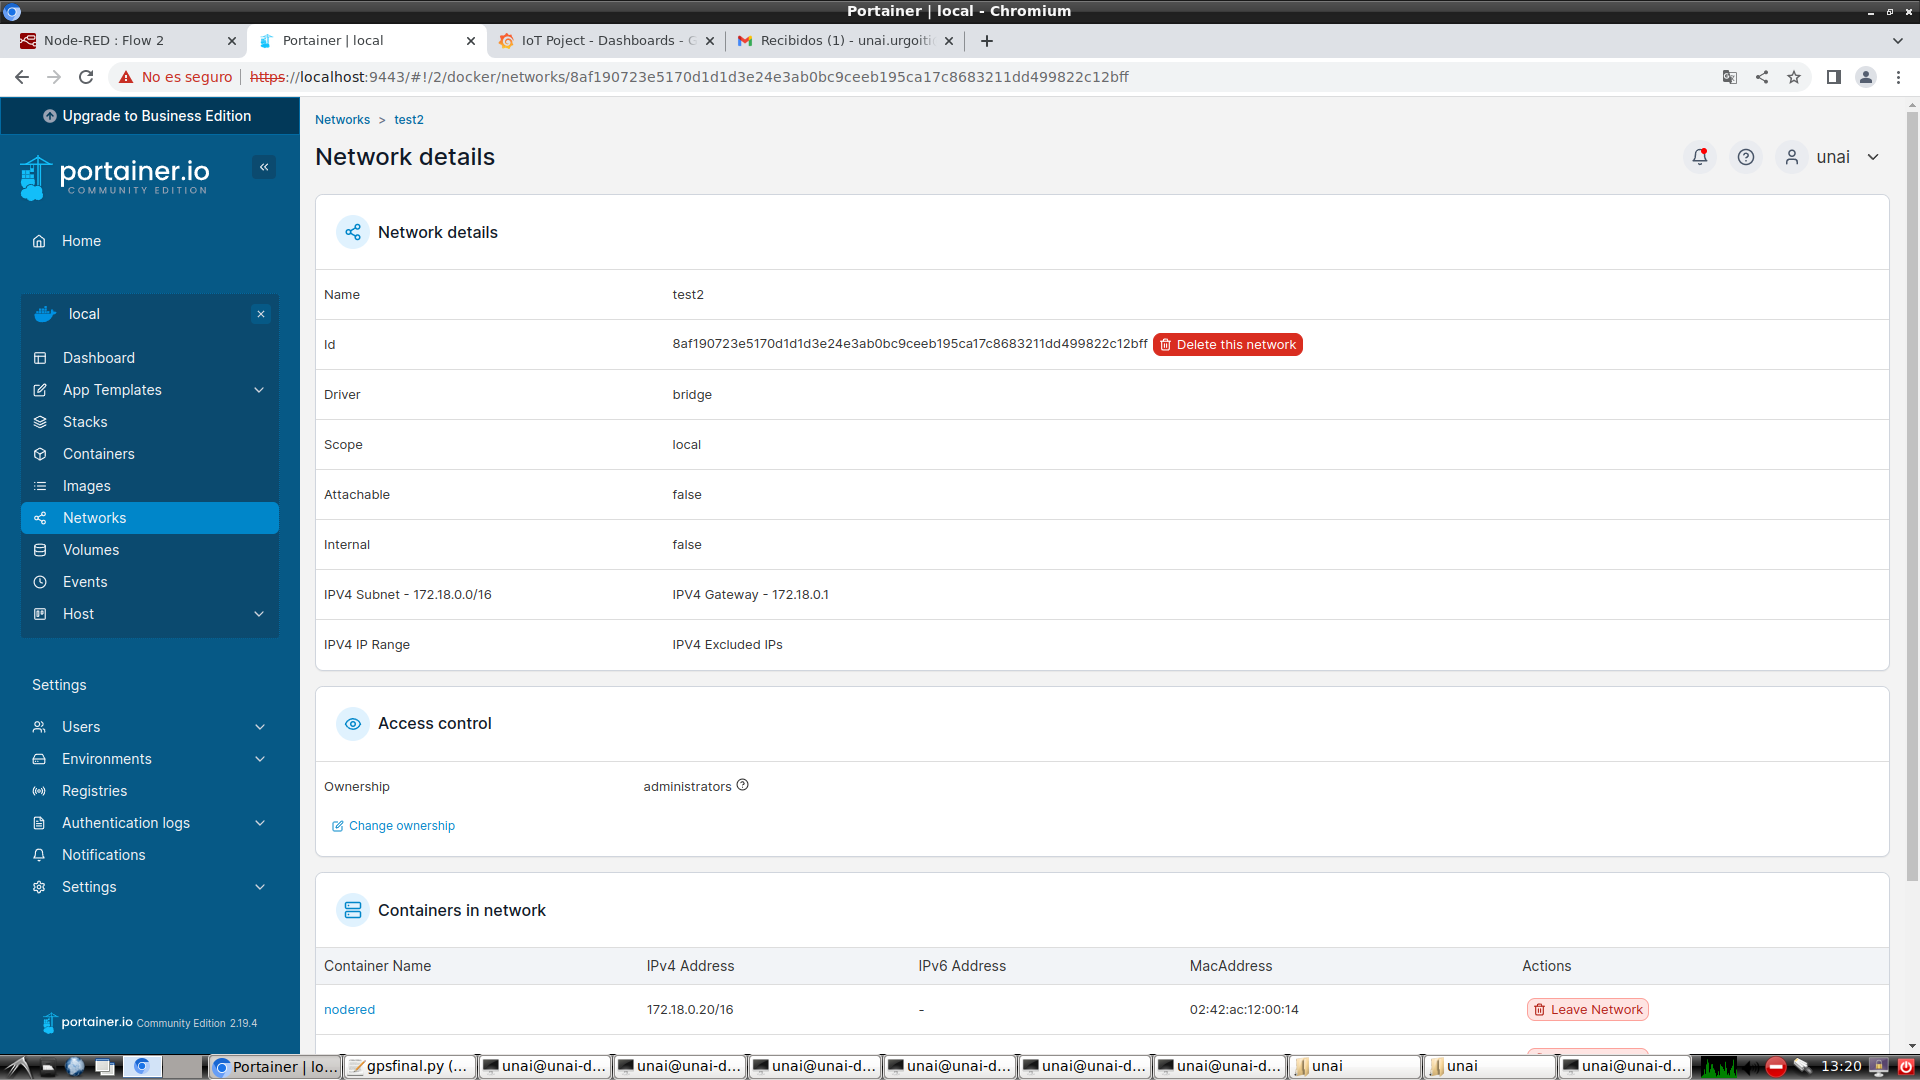 Portainer | local - Chromium
Node-RED : Flow 2
Portainer | local
IoT Poject - Dashboards - G
Recibidos (1) - unai.urgoiti
No es seguro
https://localhost:9443/#!/2/docker/networks/8af190723e5170d1d1d3e24e3ab0bc9ceeb195ca17c8683211dd499822c12bff
Upgrade to Business Edition
portainer.io
COMMUNITY EDITION
Home
local
Dashboard
App Templates
Stacks
Containers
Images
Networks
Volumes
Events
Host
Settings
Users
Environments
Registries
Authentication logs
Notifications
Settings
portainer.io Community Edition 2.19.4
Networks > test2
Network details
unai
Network details
Name test2
Id 8af190723e5170d1d1d3e24e3ab0bc9ceeb195ca17c8683211dd499822c12bff Delete this network
Driver bridge
Scope local
Attachable false
Internal false
IPV4 Subnet - 172.18.0.0/16 IPV4 Gateway - 172.18.0.1
IPV4 IP Range IPV4 Excluded IPs
Access control
Ownership administrators
Change ownership
Containers in network
Container Name IPv4 Address IPv6 Address MacAddress Actions
nodered 172.18.0.20/16 - 02:42:ac:12:00:14 Leave Network
Portainer | lo...
gpsfinal.py (...
unai@unai-d...
unai@unai-d...
unai@unai-d...
unai@unai-d...
unai@unai-d...
unai@unai-d...
unai
unai
unai@unai-d...
13:20